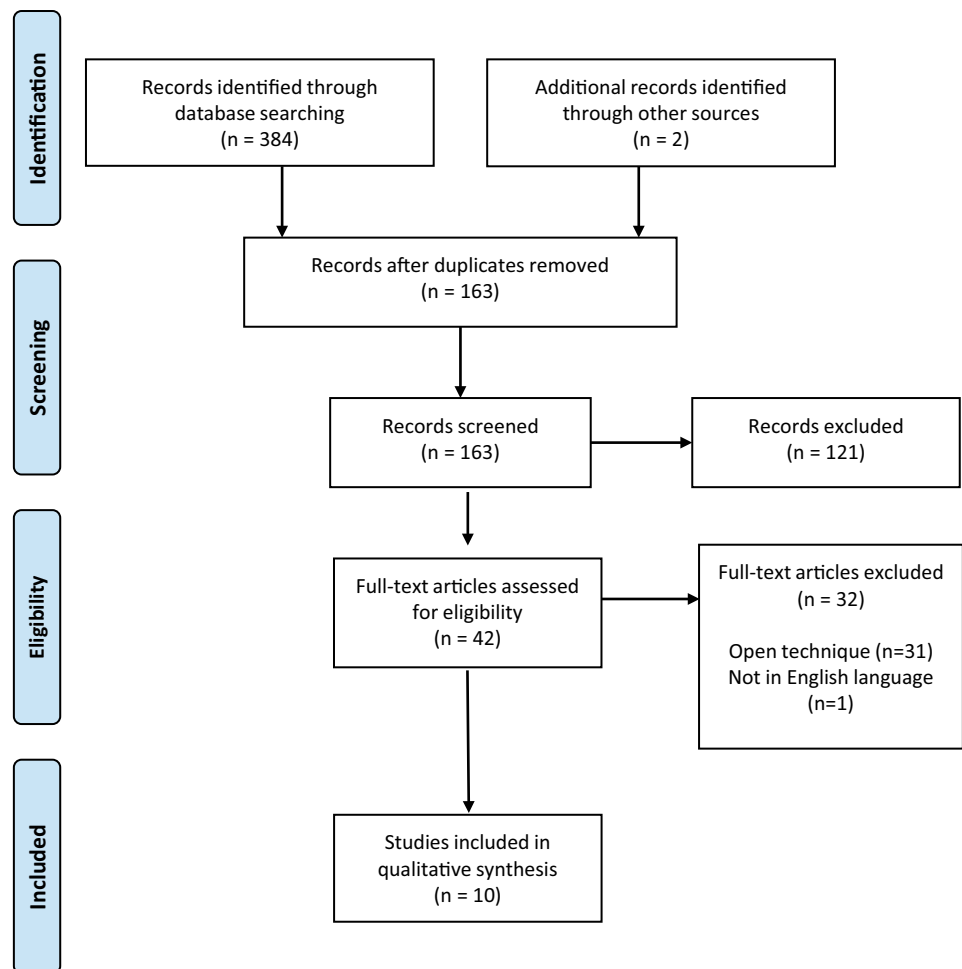 Identification
Records identified through
database searching
(n = 384)
Additional records identified
through other sources
(n = 2)
Screening
Records after duplicates removed
(n = 163)
Records screened
(n = 163)
Records excluded
(n = 121)
Eligibility
Full-text articles assessed
for eligibility
(n = 42)
Full-text articles excluded
(n = 32)
Open technique (n=31)
Not in English language
(n=1)
Included
Studies included in
qualitative synthesis
(n = 10)